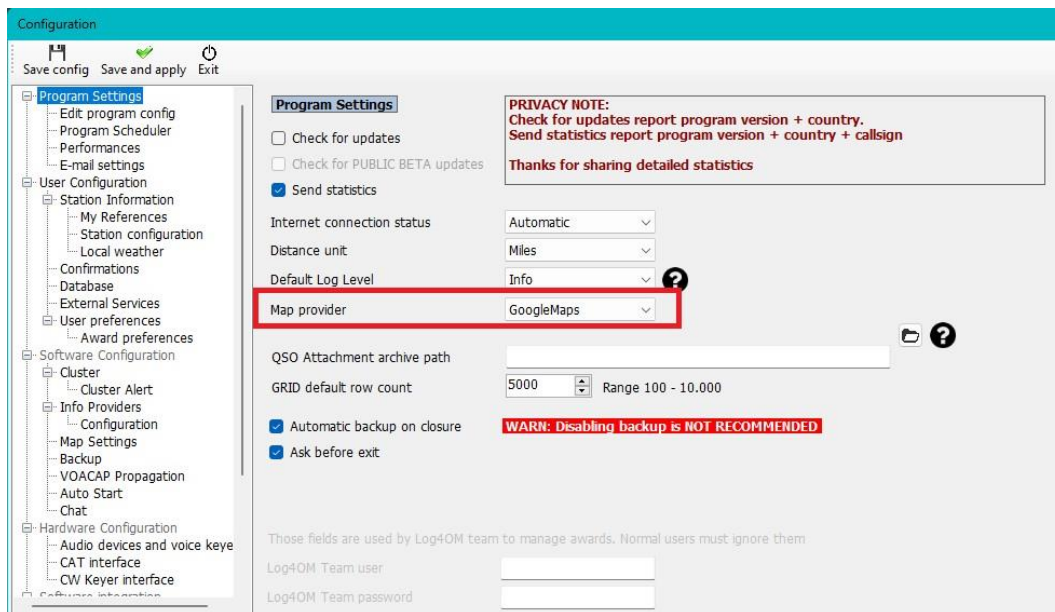 Configuration
Save config Save and apply Exit
Program Settings
Edit program config
Program Scheduler
Performances
E-mail settings
User Configuration
Station Information
My References
Station configuration
Local weather
Confirmations
Database
External Services
User preferences
Award preferences
Software Configuration
Cluster
Cluster Alert
Info Providers
Configuration
Map Settings
Backup
VOACAP Propagation
Auto Start
Chat
Hardware Configuration
Audio devices and voice keye
CAT interface
CW Keyer interface
Software integration
Program Settings
Check for updates
Check for PUBLIC BETA updates
Send statistics
PRIVACY NOTE:
Check for updates report program version + country.
Send statistics report program version + country + callsign
Thanks for sharing detailed statistics
Internet connection status Automatic
Distance unit Miles
Default Log Level Info ?
Map provider GoogleMaps
?
QSO Attachment archive path
GRID default row count 5000 Range 100 - 10.000
Automatic backup on closure WARN: Disabling backup is NOT RECOMMENDED
Ask before exit
Those fields are used by Log4OM team to manage awards. Normal users must ignore them
Log4OM Team user
Log4OM Team password